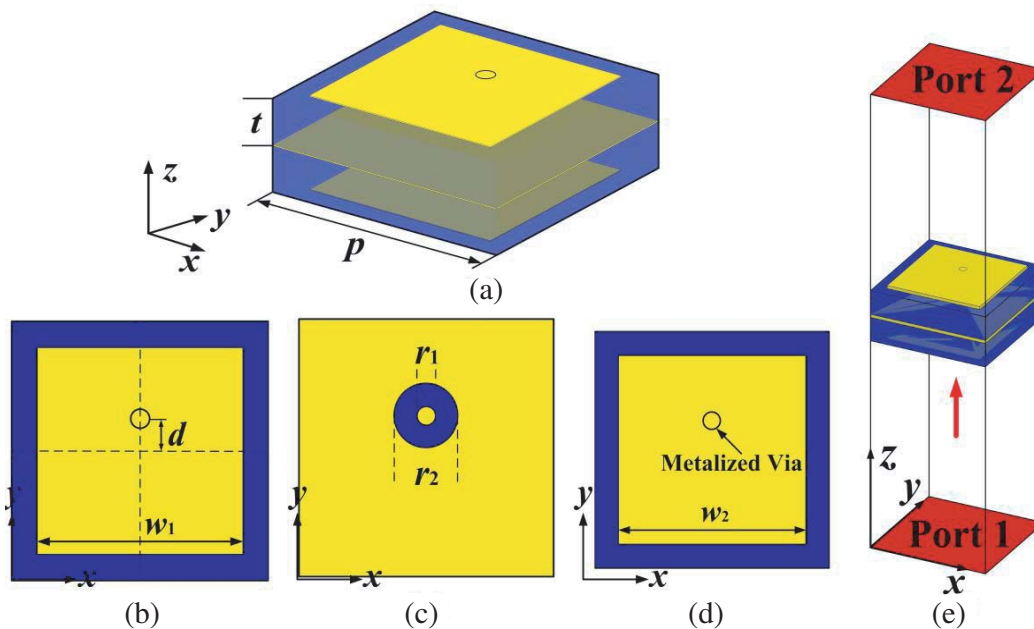 t
z
y
x
p
(a)
d
w1
y
x
(b)
r1
r2
y
x
(c)
Metalized Via
w2
y
x
(d)
Port 2
z
y
Port 1
x
(e)